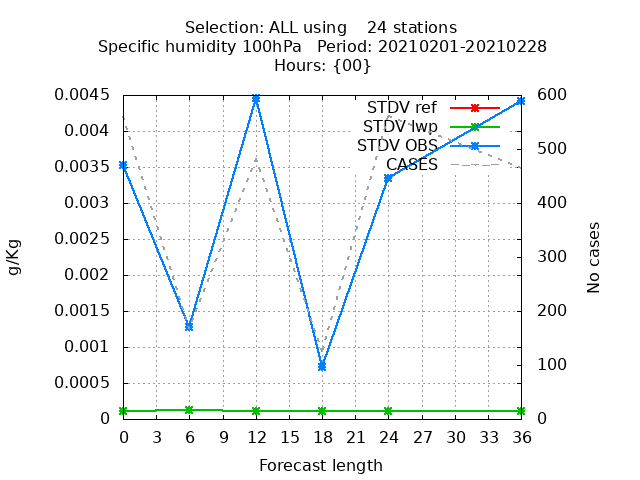 Selection: ALL using    24 stations
Specific humidity 100hPa   Period: 20210201-20210228
Hours: {00}
0.0045
0.004
0.0035
0.003
0.0025
0.002
0.0015
0.001
0.0005
0
g/Kg
STDV ref
STDV lwp
STDV OBS
CASES
600
500
400
300
200
100
0
No cases
0 3 6 9 12 15 18 21 24 27 30 33 36
Forecast length